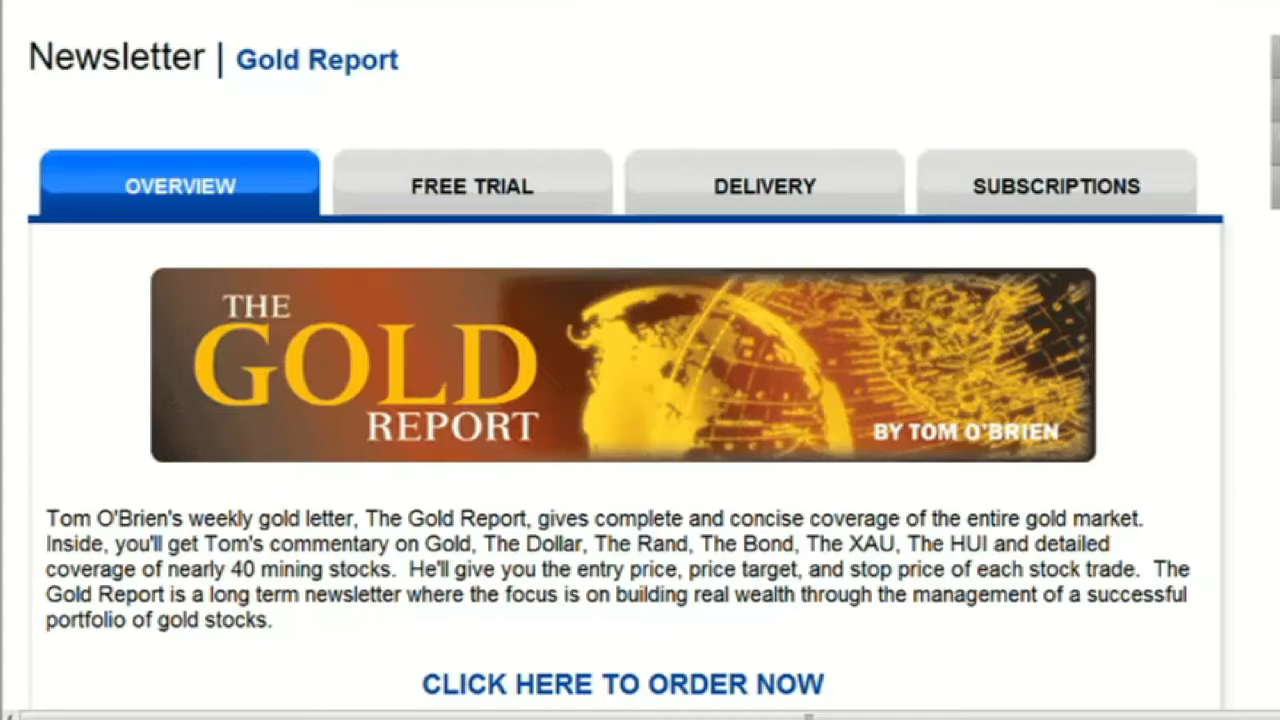 Newsletter | Gold Report
OVERVIEW
FREE TRIAL
DELIVERY
SUBSCRIPTIONS
THE
GOLD
REPORT
BY TOM O'BRIEN
Tom O'Brien's weekly gold letter, The Gold Report, gives complete and concise coverage of the entire gold market.
Inside, you'll get Tom's commentary on Gold, The Dollar, The Rand, The Bond, The XAU, The HUI and detailed
coverage of nearly 40 mining stocks.  He'll give you the entry price, price target, and stop price of each stock trade.  The
Gold Report is a long term newsletter where the focus is on building real wealth through the management of a successful
portfolio of gold stocks.
CLICK HERE TO ORDER NOW